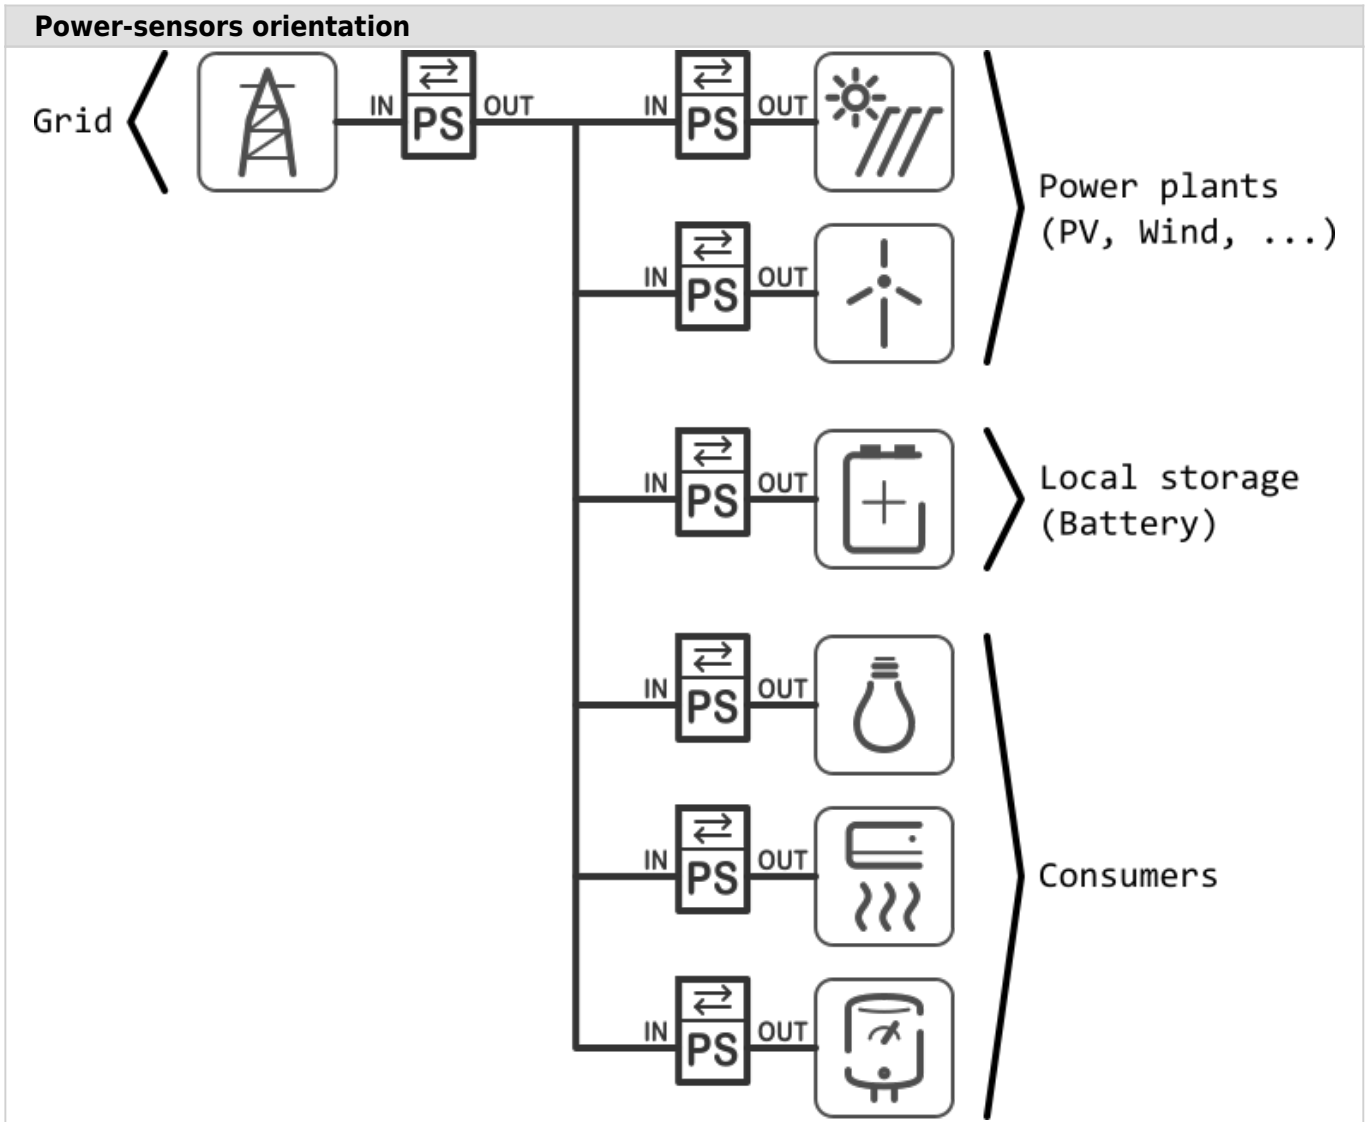 Power-sensors orientation
Grid
IN PS OUT
IN PS OUT
Power plants
(PV, Wind, ...)
IN PS OUT
IN PS OUT
Local storage
(Battery)
IN PS OUT
IN PS OUT
Consumers
IN PS OUT